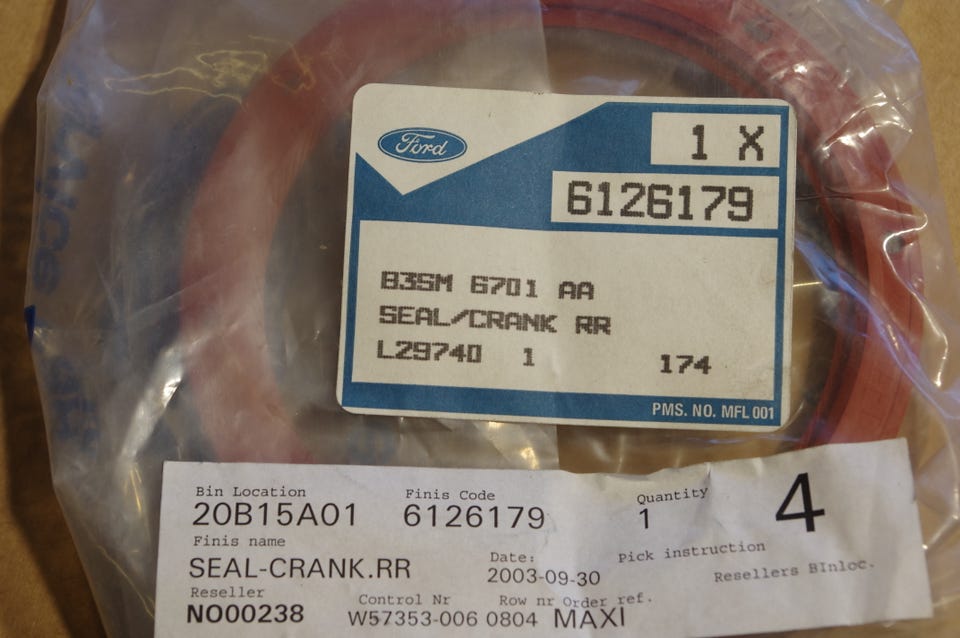 Ford
1 X
6126179
83SM 6701 AA
SEAL/CRANK RR
L29740 1 174
PMS. NO. MFL 001
Bin Location Finis Code Quantity
20B15A01 6126179 1 4
Finis name Date: Pick instruction
SEAL-CRANK.RR 2003-09-30 Resellers BInloc.
Reseller Control Nr Row nr Order ref.
N000238 W57353-006 0804 MAXI